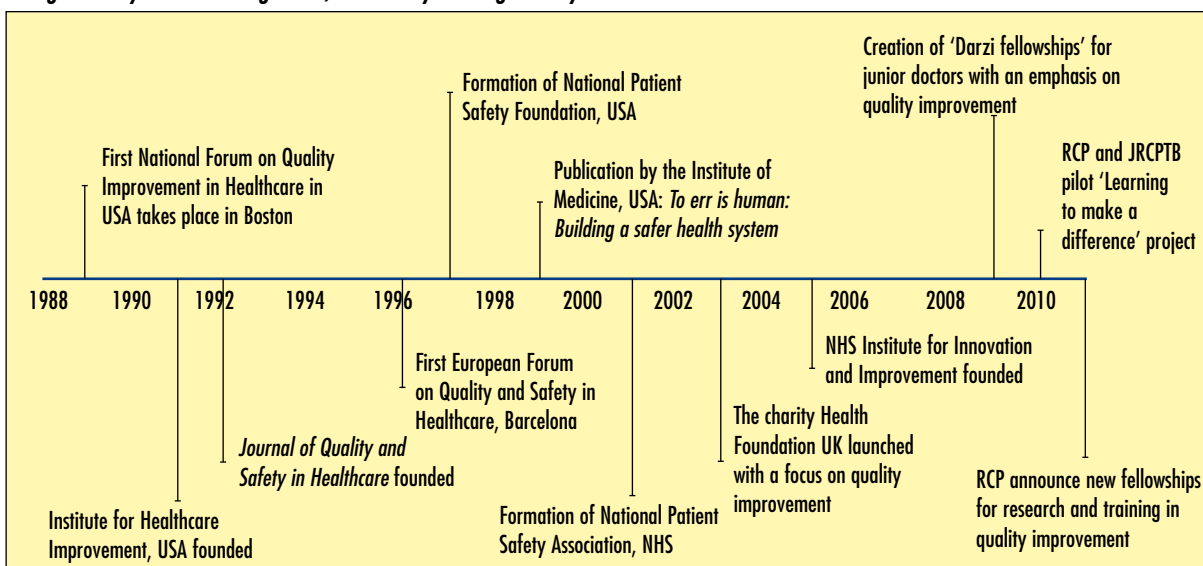 Creation of ‘Darzi fellowships’ for
junior doctors with an emphasis on
quality improvement
Formation of National Patient
Safety Foundation, USA
First National Forum on Quality
Improvement in Healthcare in
USA takes place in Boston
Publication by the Institute of
Medicine, USA: To err is human:
Building a safer health system
RCP and JRCPTB
pilot ‘Learning
to make a
difference’ project
1988 1990 1992 1994 1996 1998 2000 2002 2004 2006 2008 2010
NHS Institute for Innovation
and Improvement founded
First European Forum
on Quality and Safety in
Healthcare, Barcelona
The charity Health
Foundation UK launched
with a focus on quality
improvement
Journal of Quality and
Safety in Healthcare founded
RCP announce new fellowships
for research and training in
quality improvement
Institute for Healthcare
Improvement, USA founded
Formation of National Patient
Safety Association, NHS